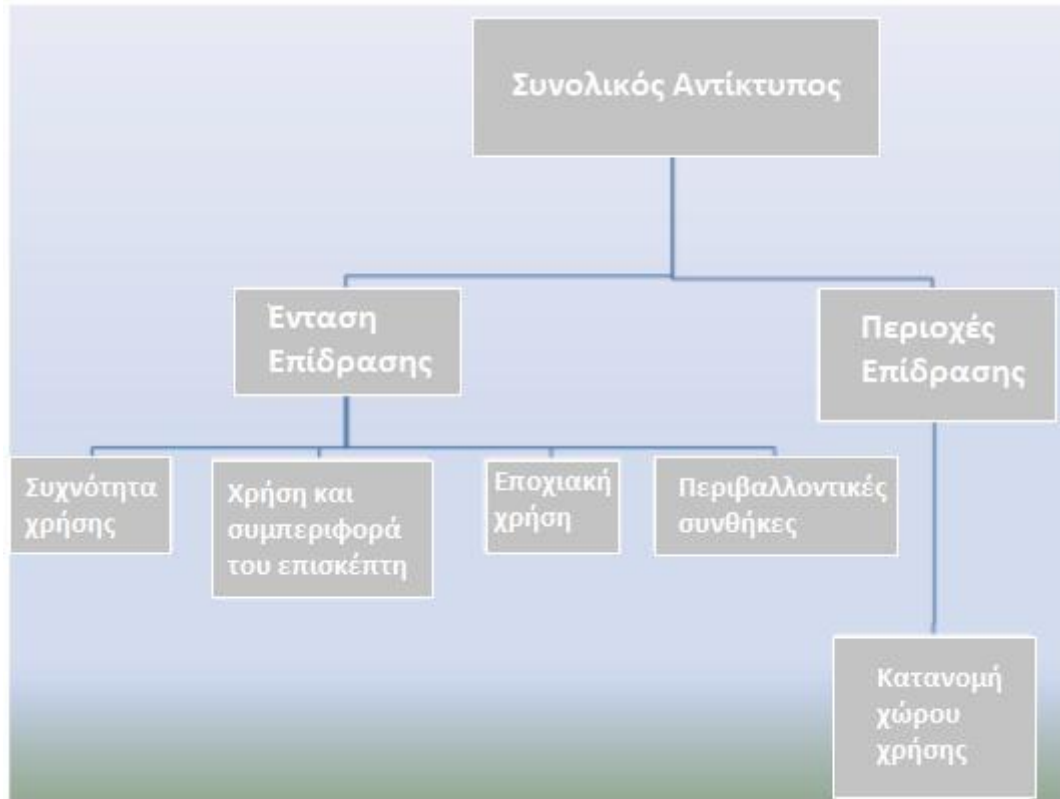 Συνολικός Αντίκτυπος
Ένταση
Επίδρασης
Περιοχές
Επίδρασης
Συχνότητα
χρήσης
Χρήση και
συμπεριφορά
του επισκέπτη
Εποχιακή
χρήση
Περιβαλλοντικές
συνθήκες
Κατανομή
χώρου
χρήσης